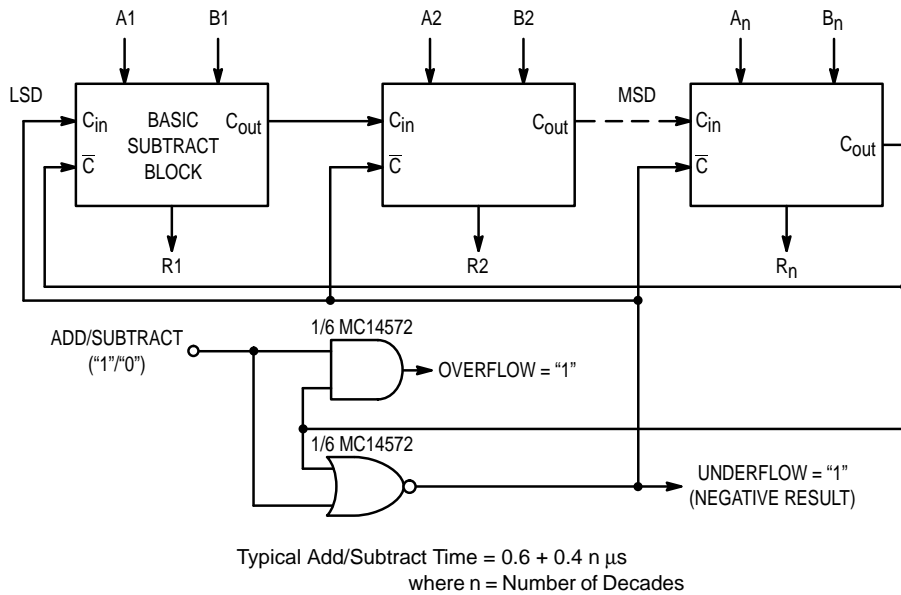 A1 B1 A2 B2 An Bn
LSD MSD
Cin BASIC SUBTRACT BLOCK Cout
C̅
Cin Cout
C̅
Cin Cout
C̅
R1 R2 Rn
1/6 MC14572
ADD/SUBTRACT
(“1”/“0”)
OVERFLOW = “1”
1/6 MC14572
UNDERFLOW = “1”
(NEGATIVE RESULT)
Typical Add/Subtract Time = 0.6 + 0.4 n μs
where n = Number of Decades